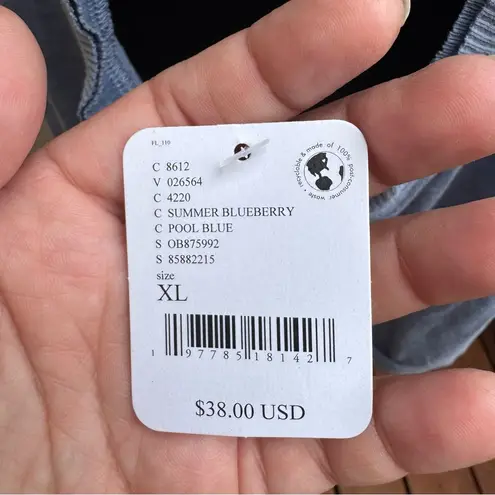 FL_110
recyclable & made of 100% post-consumer waste •
C 8612
V 026564
C 4220
C SUMMER BLUEBERRY
C POOL BLUE
S OB875992
S 85882215
size
XL
1 97785 18142 7
$38.00 USD